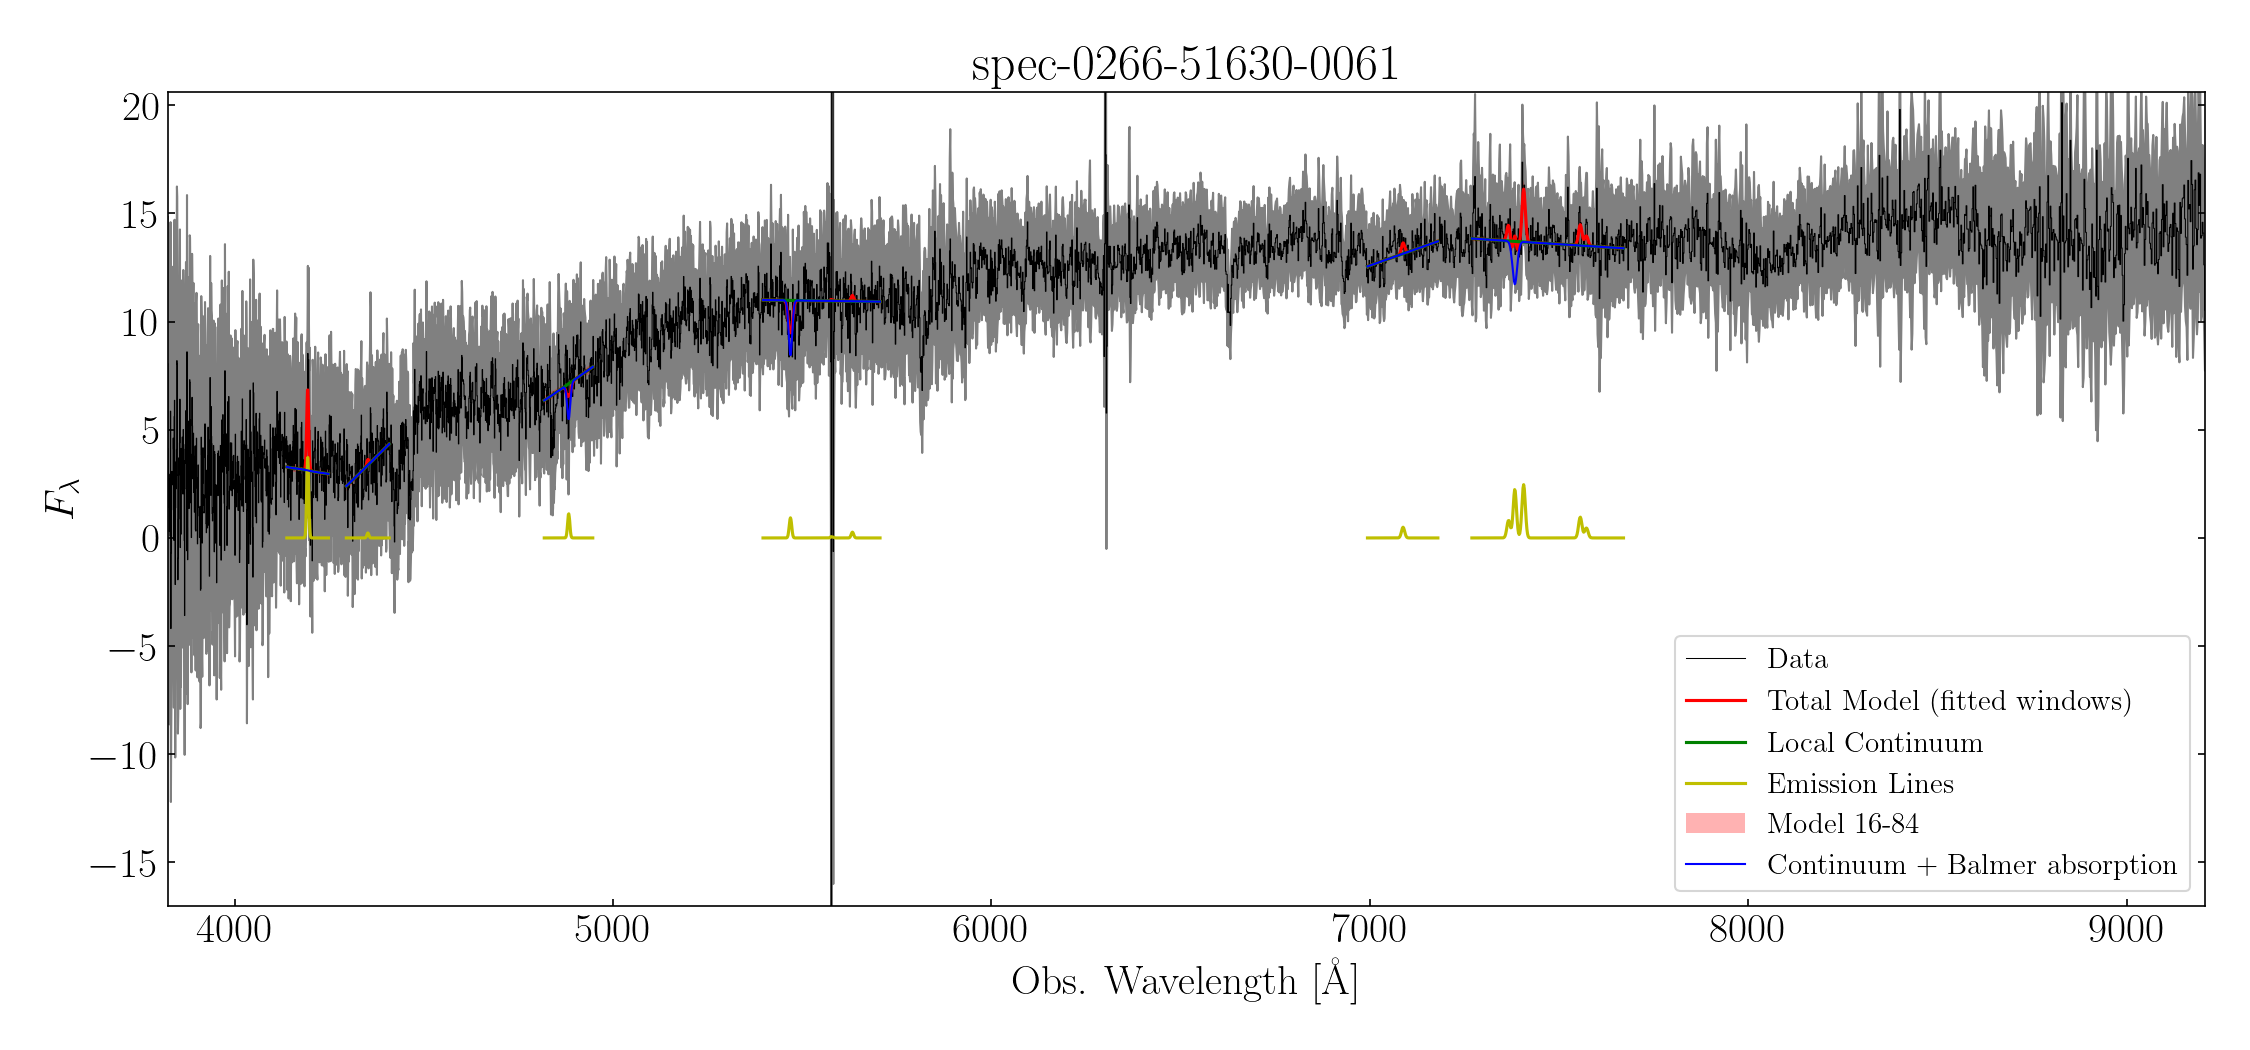 spec-0266-51630-0061
20
15
10
5
0
−5
−10
−15
F_λ
4000 5000 6000 7000 8000 9000
Obs. Wavelength [Å]
Data
Total Model (fitted windows)
Local Continuum
Emission Lines
Model 16-84
Continuum + Balmer absorption